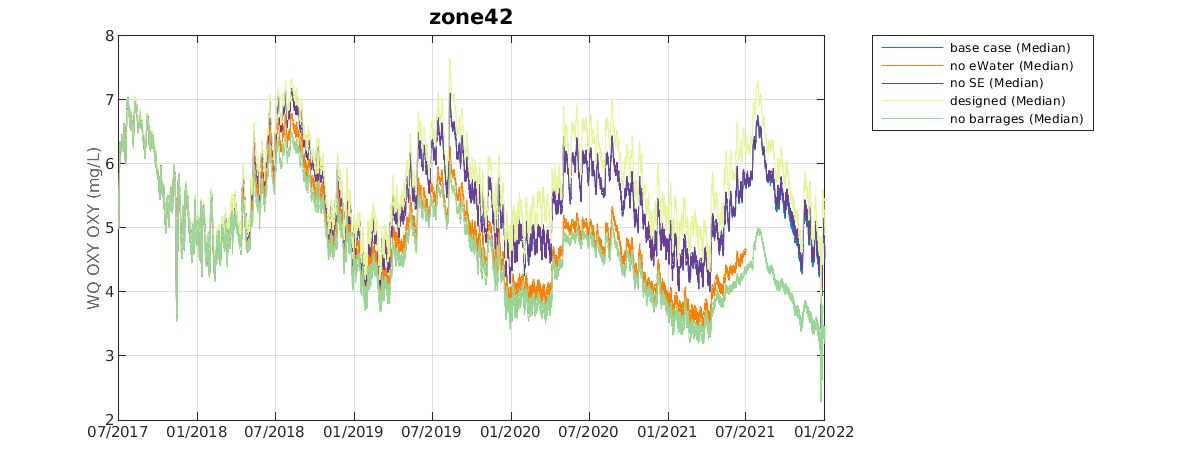 zone42
WQ OXY OXY (mg/L)
8
7
6
5
4
3
2
07/2017 01/2018 07/2018 01/2019 07/2019 01/2020 07/2020 01/2021 07/2021 01/2022
base case (Median)
no eWater (Median)
no SE (Median)
designed (Median)
no barrages (Median)